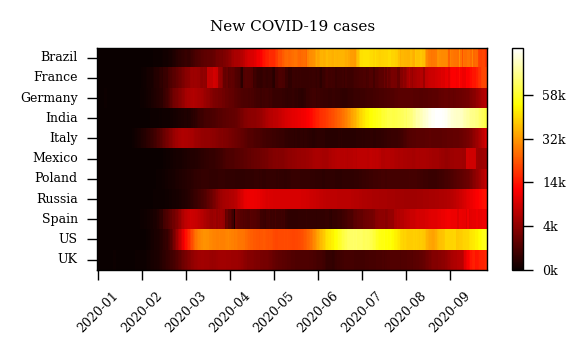 New COVID-19 cases
Brazil
France
Germany
India
Italy
Mexico
Poland
Russia
Spain
US
UK
58k
32k
14k
4k
0k
2020-01
2020-02
2020-03
2020-04
2020-05
2020-06
2020-07
2020-08
2020-09